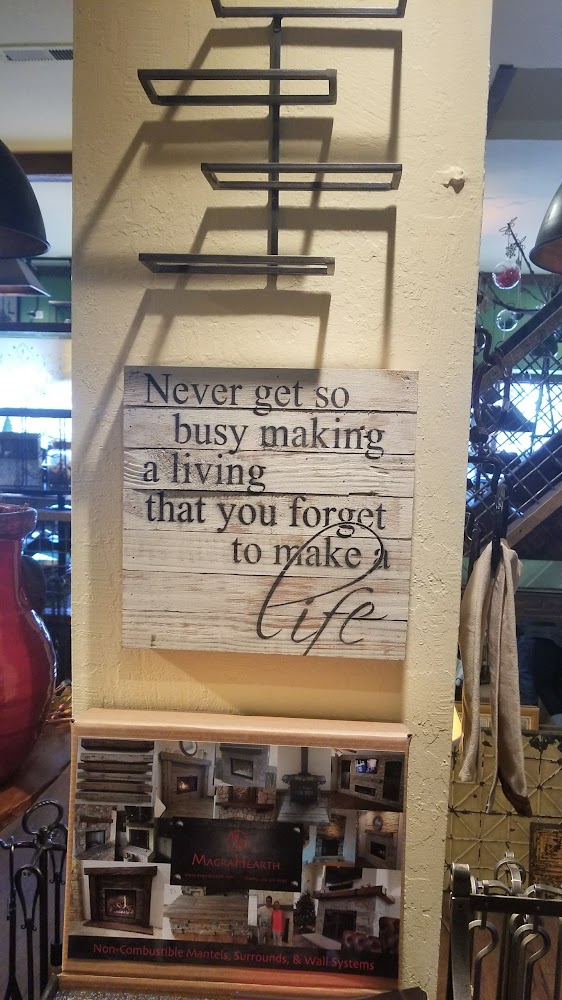 Never get so
busy making
a living
that you forget
to make a
life
MAGRAHEARTH
Non-Combustible Mantels, Surrounds, & Wall Systems